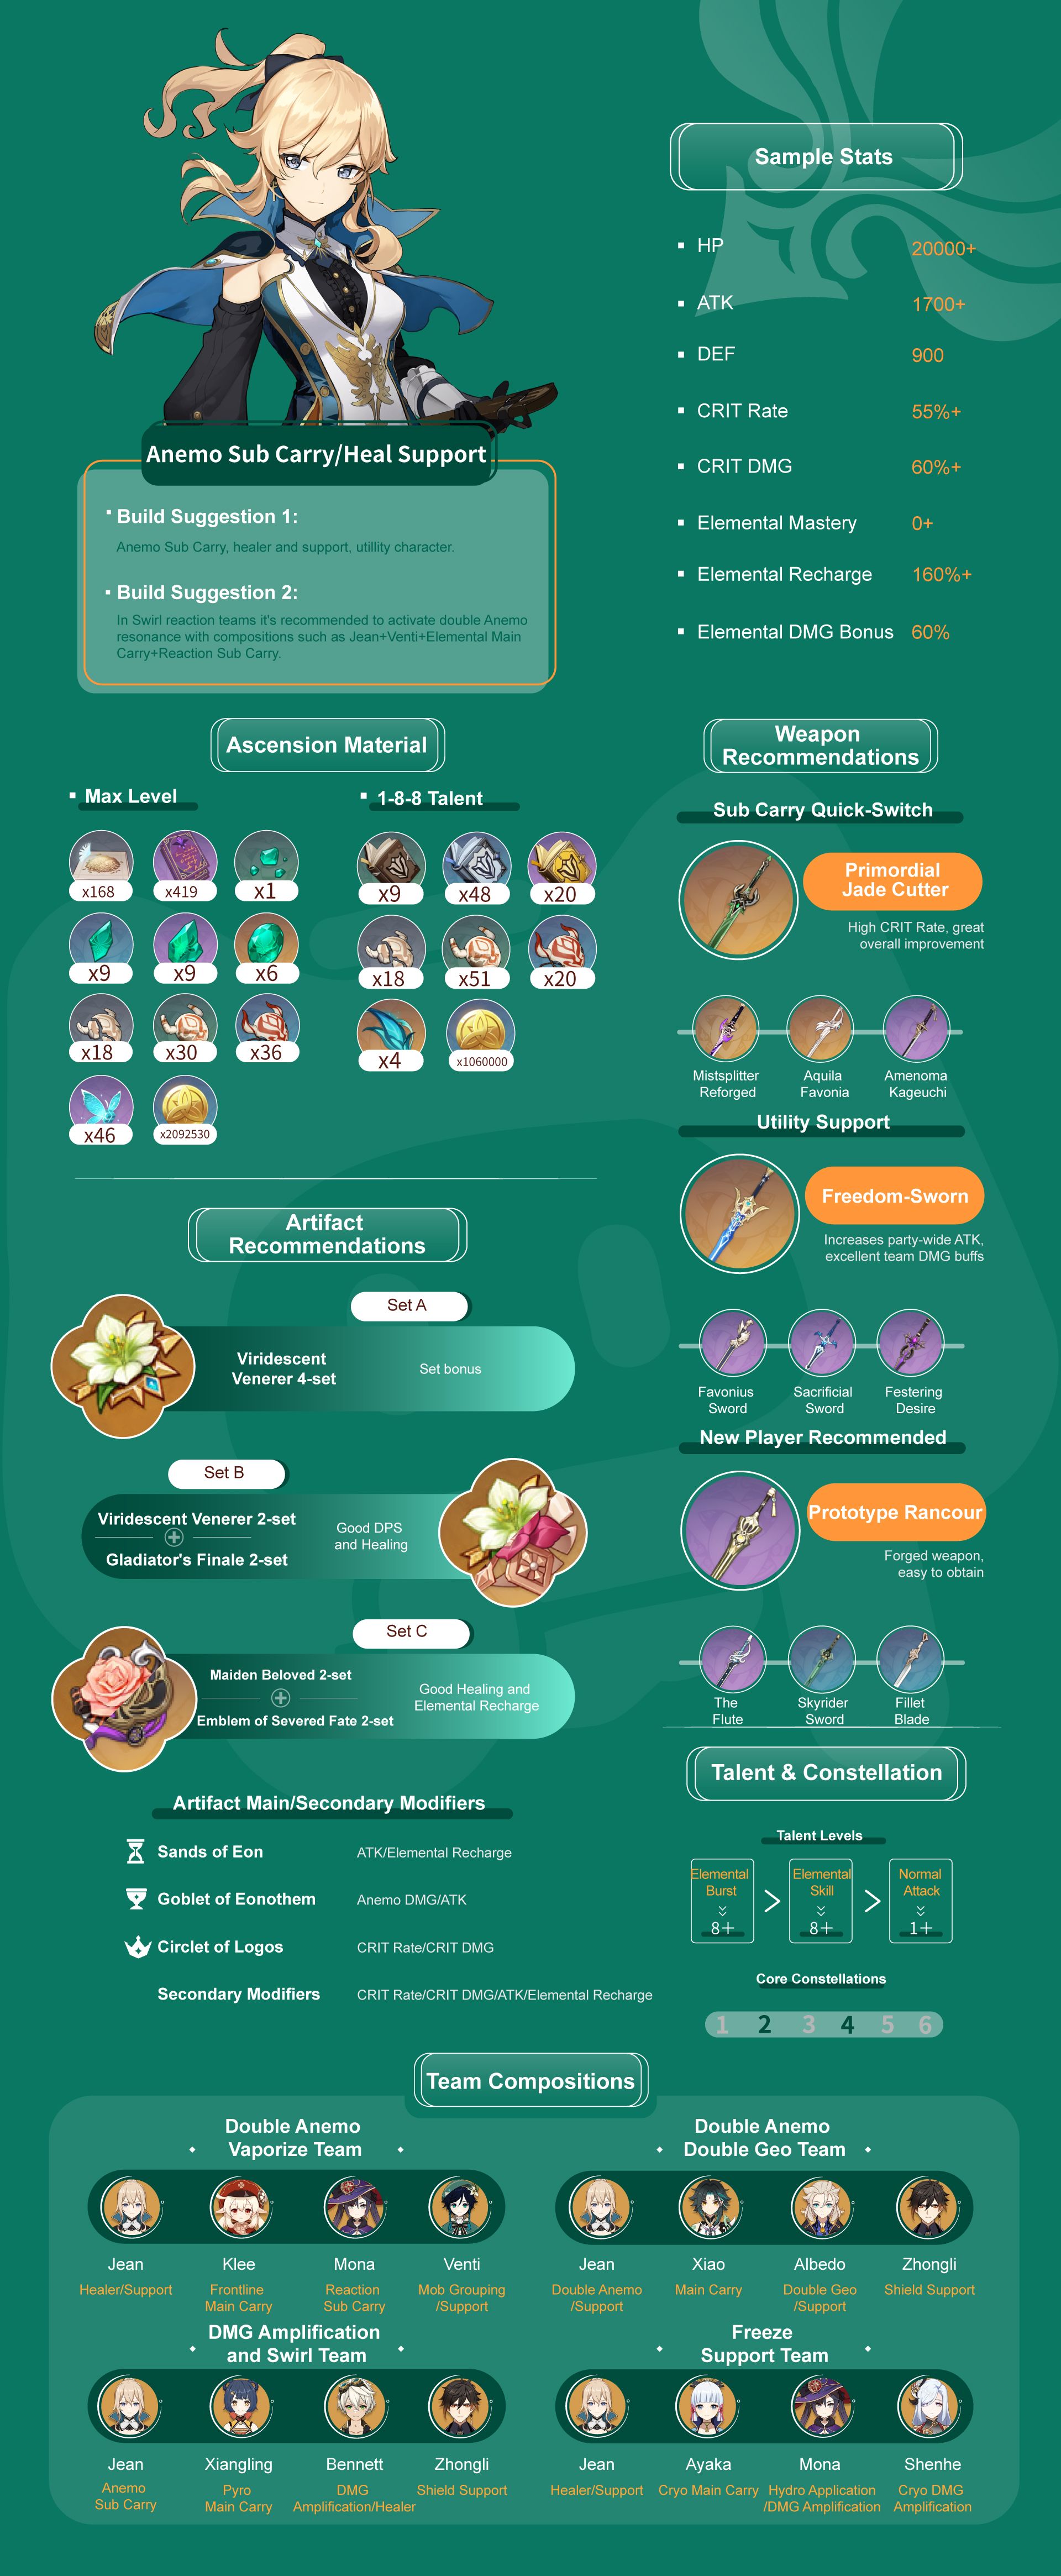 Sample Stats
HP 20000+
ATK 1700+
DEF 900
CRIT Rate 55%+
CRIT DMG 60%+
Elemental Mastery 0+
Elemental Recharge 160%+
Elemental DMG Bonus 60%
Anemo Sub Carry/Heal Support
Build Suggestion 1:
Anemo Sub Carry, healer and support, utillity character.
Build Suggestion 2:
In Swirl reaction teams it's recommended to activate double Anemo
resonance with compositions such as Jean+Venti+Elemental Main
Carry+Reaction Sub Carry.
Ascension Material
Max Level
x168 x419 x1
x9 x9 x6
x18 x30 x36
x46 x2092530
1-8-8 Talent
x9 x48 x20
x18 x51 x20
x4 x1060000
Weapon
Recommendations
Sub Carry Quick-Switch
Primordial
Jade Cutter
High CRIT Rate, great
overall improvement
Mistsplitter Aquila Amenoma
Reforged Favonia Kageuchi
Utility Support
Freedom-Sworn
Increases party-wide ATK,
excellent team DMG buffs
Favonius Sacrificial Festering
Sword Sword Desire
New Player Recommended
Prototype Rancour
Forged weapon,
easy to obtain
The Skyrider Fillet
Flute Sword Blade
Artifact
Recommendations
Set A
Viridescent
Venerer 4-set
Set bonus
Set B
Viridescent Venerer 2-set
Gladiator's Finale 2-set
Good DPS
and Healing
Set C
Maiden Beloved 2-set
Emblem of Severed Fate 2-set
Good Healing and
Elemental Recharge
Artifact Main/Secondary Modifiers
Sands of Eon ATK/Elemental Recharge
Goblet of Eonothem Anemo DMG/ATK
Circlet of Logos CRIT Rate/CRIT DMG
Secondary Modifiers CRIT Rate/CRIT DMG/ATK/Elemental Recharge
Talent & Constellation
Talent Levels
Elemental Elemental Normal
Burst > Skill > Attack
8+ 8+ 1+
Core Constellations
1 2 3 4 5 6
Team Compositions
Double Anemo
Vaporize Team
Jean Klee Mona Venti
Healer/Support Frontline Reaction Mob Grouping
Main Carry Sub Carry /Support
Double Anemo
Double Geo Team
Jean Xiao Albedo Zhongli
Double Anemo Main Carry Double Geo Shield Support
/Support /Support
DMG Amplification
and Swirl Team
Jean Xiangling Bennett Zhongli
Anemo Pyro DMG Shield Support
Sub Carry Main Carry Amplification/Healer
Freeze
Support Team
Jean Ayaka Mona Shenhe
Healer/Support Cryo Main Carry Hydro Application Cryo DMG
/DMG Amplification Amplification